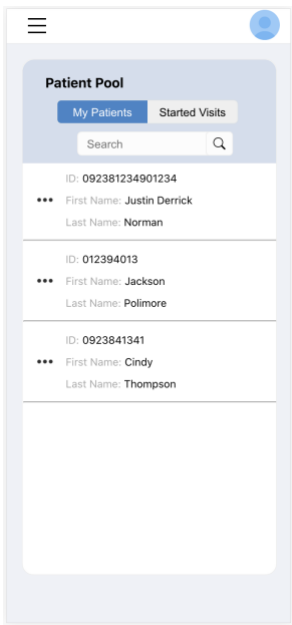 Patient Pool
My Patients Started Visits
Search
ID: 092381234901234
First Name: Justin Derrick
Last Name: Norman
ID: 012394013
First Name: Jackson
Last Name: Polimore
ID: 0923841341
First Name: Cindy
Last Name: Thompson